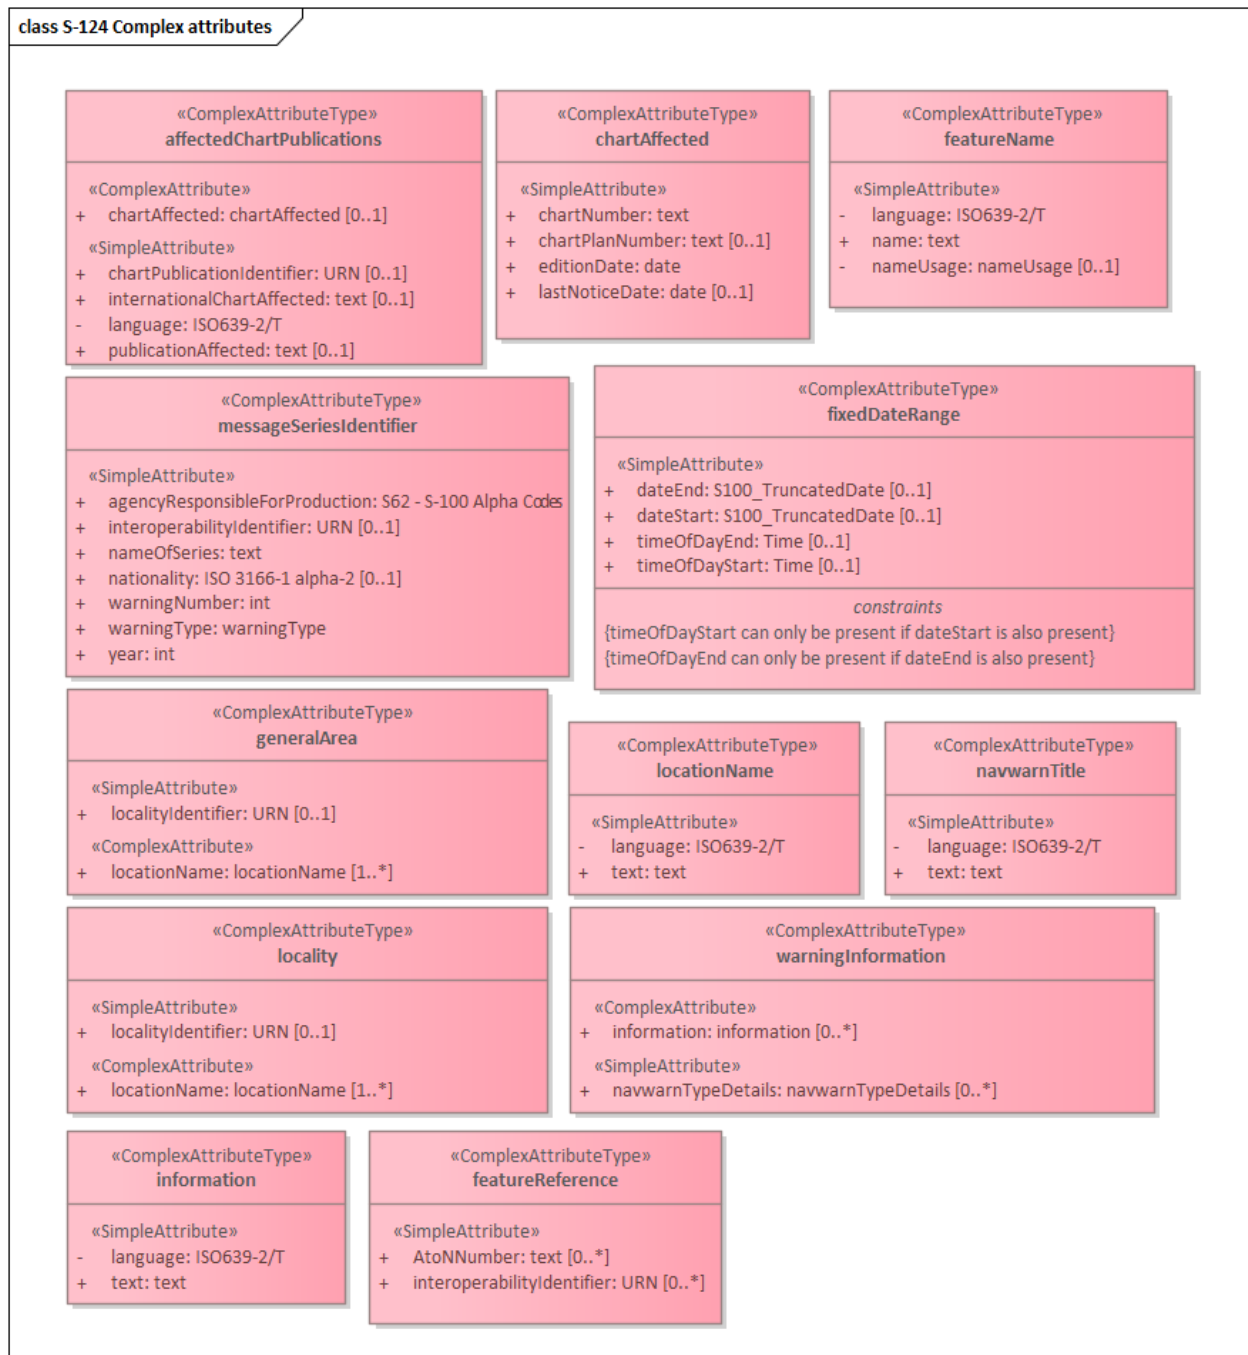 class S-124 Complex attributes
«ComplexAttributeType»
affectedChartPublications
«ComplexAttribute»
+ chartAffected: chartAffected [0..1]
«SimpleAttribute»
+ chartPublicationIdentifier: URN [0..1]
+ internationalChartAffected: text [0..1]
- language: ISO639-2/T
+ publicationAffected: text [0..1]
«ComplexAttributeType»
chartAffected
«SimpleAttribute»
+ chartNumber: text
+ chartPlanNumber: text [0..1]
+ editionDate: date
+ lastNoticeDate: date [0..1]
«ComplexAttributeType»
featureName
«SimpleAttribute»
- language: ISO639-2/T
+ name: text
- nameUsage: nameUsage [0..1]
«ComplexAttributeType»
messageSeriesIdentifier
«SimpleAttribute»
+ agencyResponsibleForProduction: S62 - S-100 Alpha Codes
+ interoperabilityIdentifier: URN [0..1]
+ nameOfSeries: text
+ nationality: ISO 3166-1 alpha-2 [0..1]
+ warningNumber: int
+ warningType: warningType
+ year: int
«ComplexAttributeType»
fixedDateRange
«SimpleAttribute»
+ dateEnd: S100_TruncatedDate [0..1]
+ dateStart: S100_TruncatedDate [0..1]
+ timeOfDayEnd: Time [0..1]
+ timeOfDayStart: Time [0..1]
constraints
{timeOfDayStart can only be present if dateStart is also present}
{timeOfDayEnd can only be present if dateEnd is also present}
«ComplexAttributeType»
generalArea
«SimpleAttribute»
+ localityIdentifier: URN [0..1]
«ComplexAttribute»
+ locationName: locationName [1..*]
«ComplexAttributeType»
locationName
«SimpleAttribute»
- language: ISO639-2/T
+ text: text
«ComplexAttributeType»
navwarnTitle
«SimpleAttribute»
- language: ISO639-2/T
+ text: text
«ComplexAttributeType»
locality
«SimpleAttribute»
+ localityIdentifier: URN [0..1]
«ComplexAttribute»
+ locationName: locationName [1..*]
«ComplexAttributeType»
warningInformation
«ComplexAttribute»
+ information: information [0..*]
«SimpleAttribute»
+ navwarnTypeDetails: navwarnTypeDetails [0..*]
«ComplexAttributeType»
information
«SimpleAttribute»
- language: ISO639-2/T
+ text: text
«ComplexAttributeType»
featureReference
«SimpleAttribute»
+ AtoNNumber: text [0..*]
+ interoperabilityIdentifier: URN [0..*]